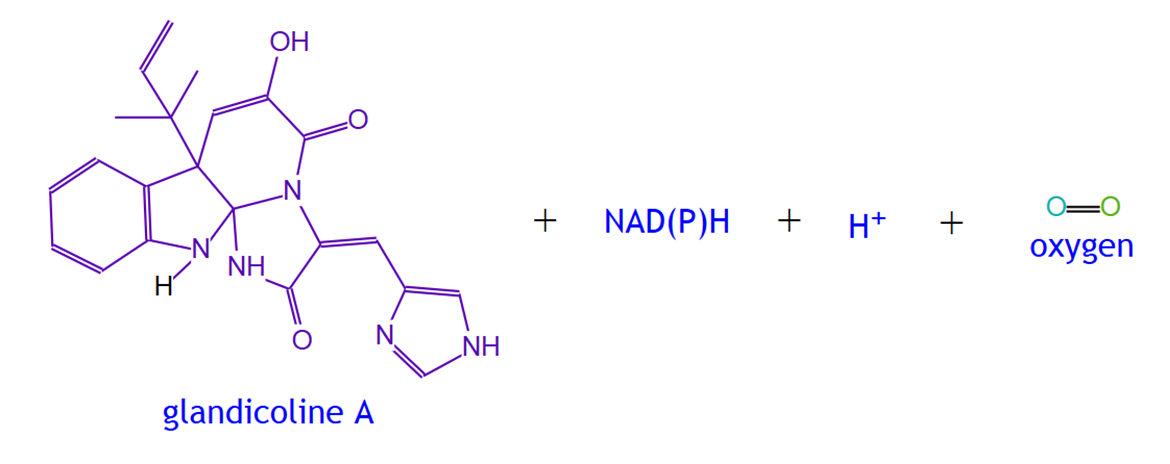 OH
O
N
N
H
NH
O
N
NH
glandicoline A
+
NAD(P)H
+
H⁺
+
O=O
oxygen